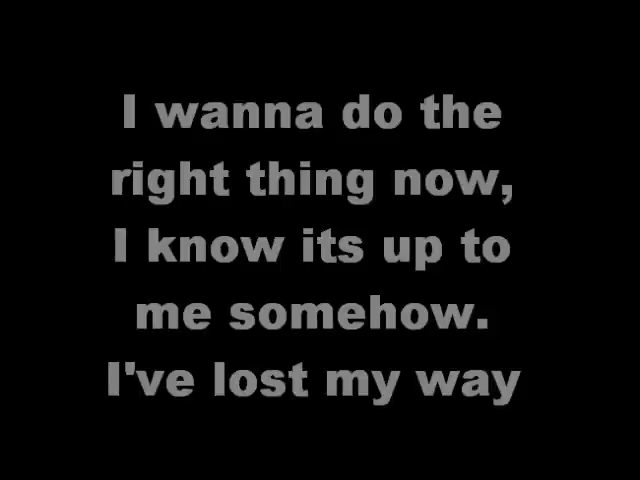 I wanna do the
right thing now,
I know its up to
me somehow.
I've lost my way